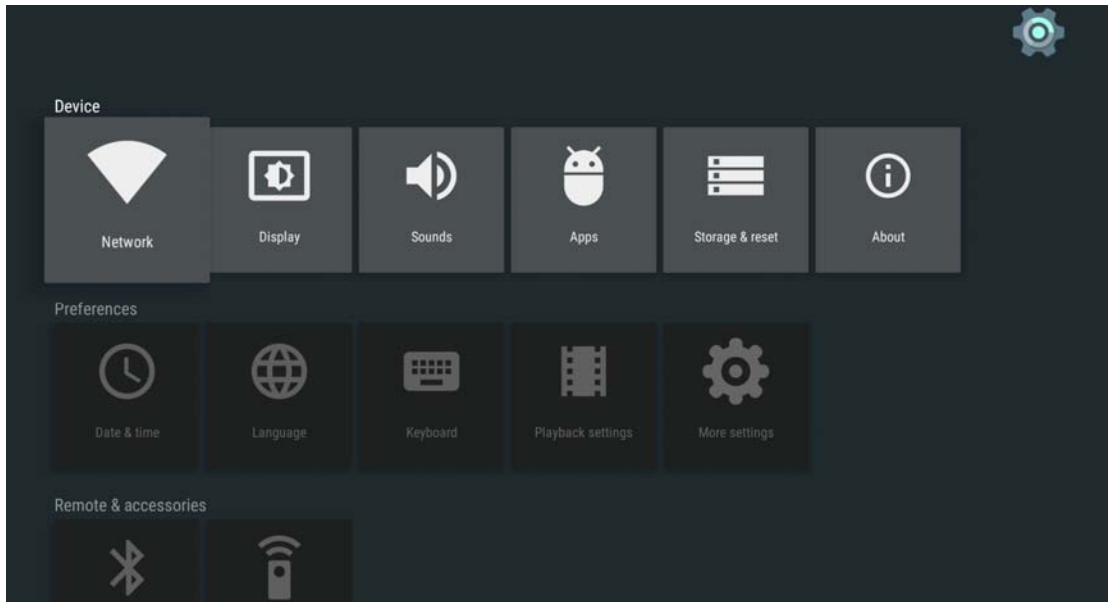 Device
Network
Display
Sounds
Apps
Storage & reset
About
Preferences
Date & time
Language
Keyboard
Playback settings
More settings
Remote & accessories